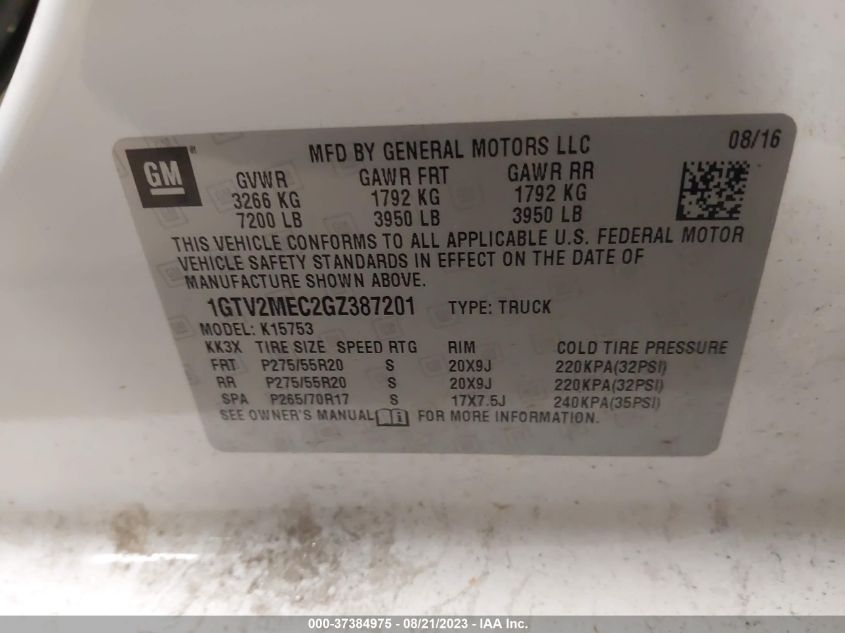 GM
MFD BY GENERAL MOTORS LLC
08/16
GVWR GAWR FRT GAWR RR
3266 KG 1792 KG 1792 KG
7200 LB 3950 LB 3950 LB
THIS VEHICLE CONFORMS TO ALL APPLICABLE U.S. FEDERAL MOTOR
VEHICLE SAFETY STANDARDS IN EFFECT ON THE DATE OF
MANUFACTURE SHOWN ABOVE.
1GTV2MEC2GZ387201 TYPE: TRUCK
MODEL: K15753
KK3X TIRE SIZE SPEED RTG RIM COLD TIRE PRESSURE
FRT P275/55R20 S 20X9J 220KPA(32PSI)
RR P275/55R20 S 20X9J 220KPA(32PSI)
SPA P265/70R17 S 17X7.5J 240KPA(35PSI)
SEE OWNER'S MANUAL i FOR MORE INFORMATION.
000-37384975 - 08/21/2023 - IAA Inc.